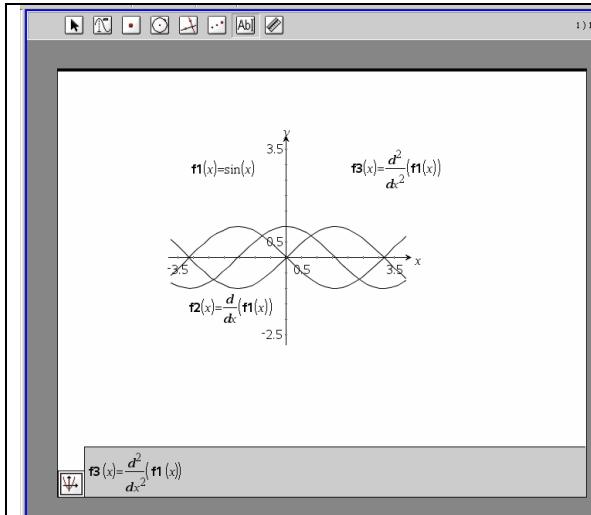 Ab|
1 ) 1
y
3.5
f1(x)=sin(x)
f3(x)=d²/dx²(f1(x))
0.5
-3.5
0.5
3.5
x
f2(x)=d/dx(f1(x))
-2.5
f3(x)=d²/dx²(f1(x))